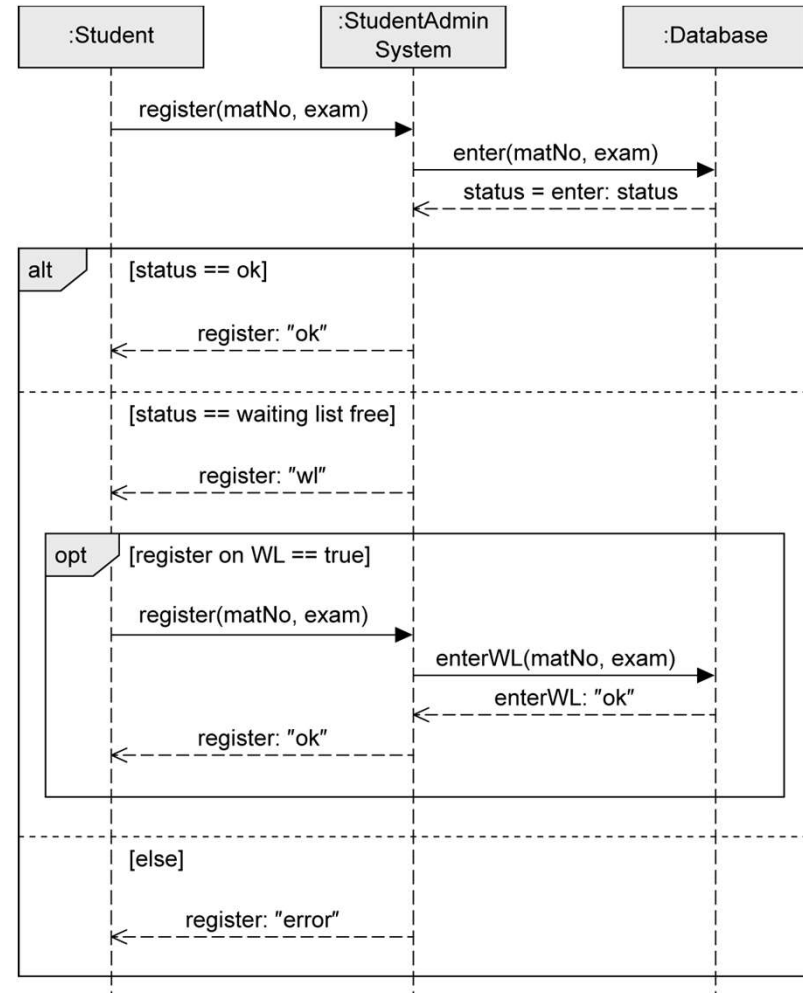 :Student
:StudentAdmin
System
:Database
register(matNo, exam)
enter(matNo, exam)
status = enter: status
alt
[status == ok]
register: "ok"
[status == waiting list free]
register: "wl"
opt
[register on WL == true]
register(matNo, exam)
enterWL(matNo, exam)
enterWL: "ok"
register: "ok"
[else]
register: "error"